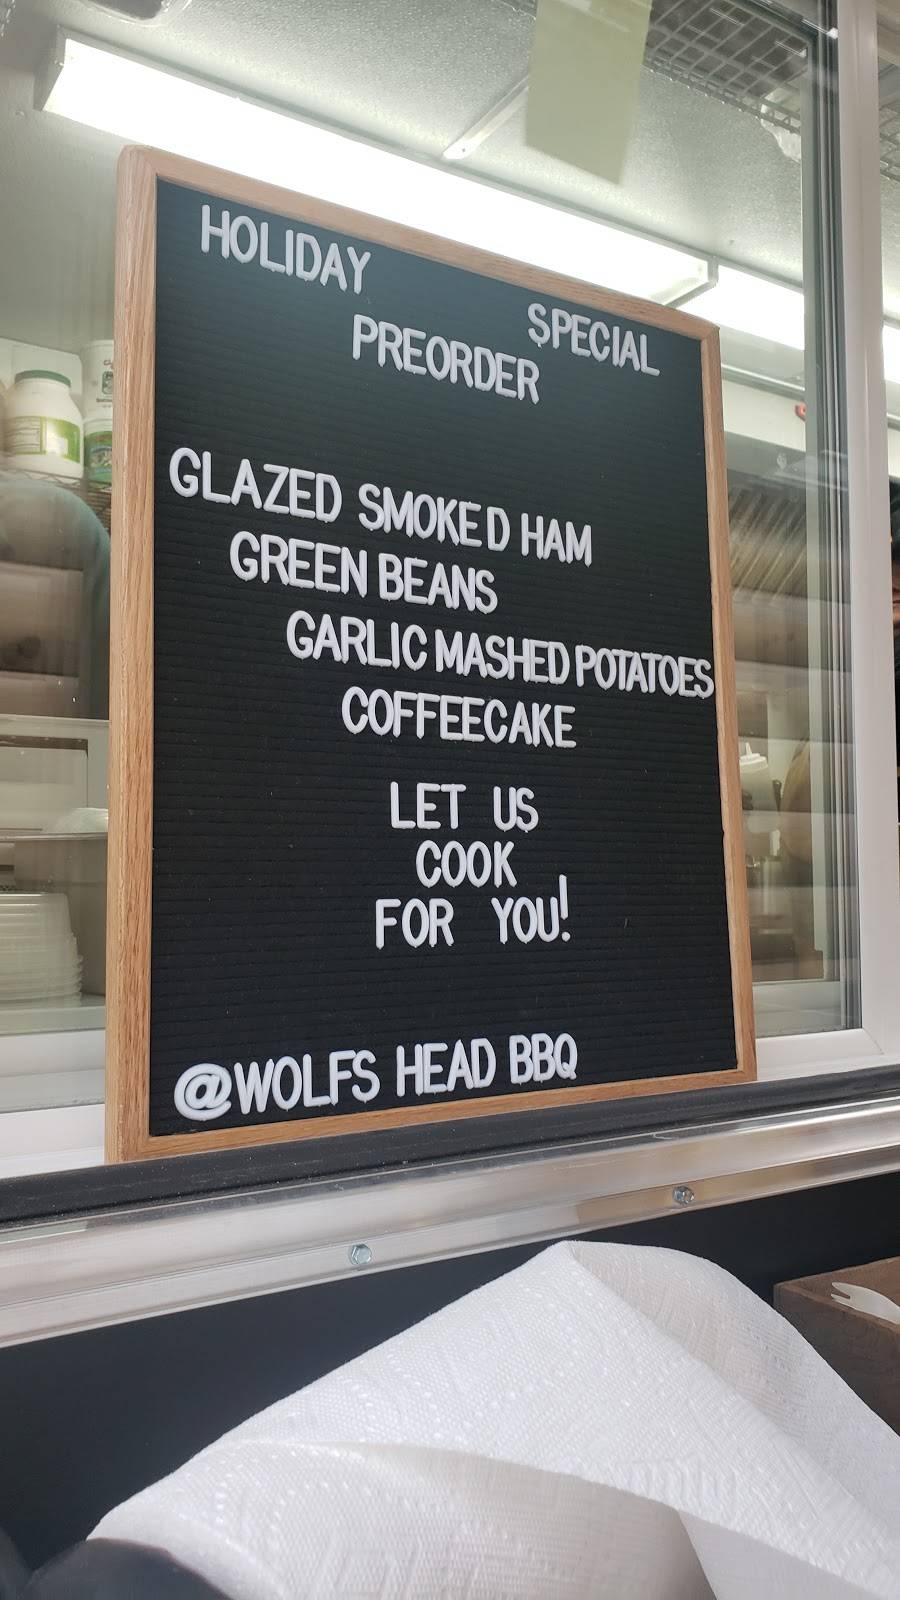 HOLIDAY SPECIAL
PREORDER
GLAZED SMOKED HAM
GREEN BEANS
GARLIC MASHED POTATOES
COFFEECAKE
LET US
COOK
FOR YOU!
@WOLFS HEAD BBQ